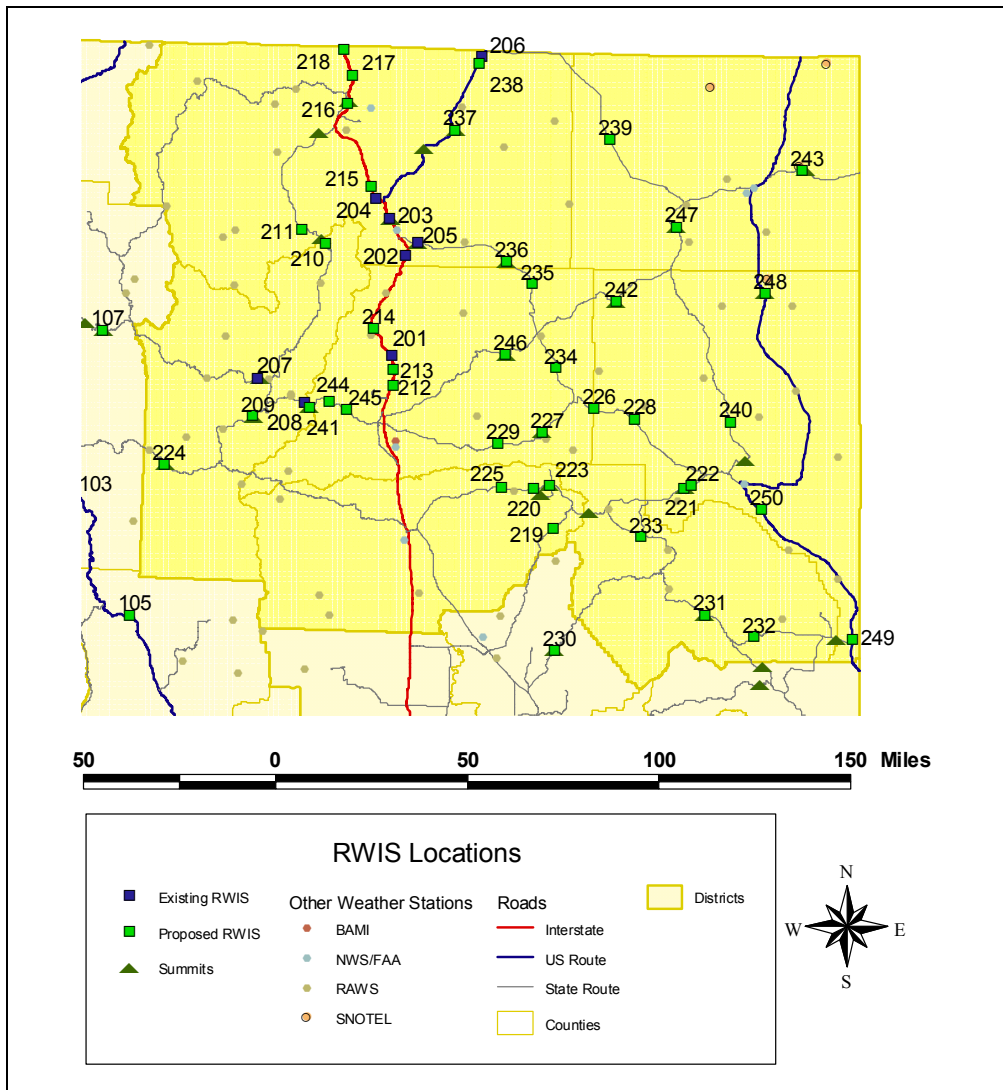 206
218
217
238
216
237
239
243
215
204
203
247
211
205
210
202
236
235
248
242
107
214
201
246
213
234
207
212
244
245
226
209
228
240
208
241
227
229
224
225
223
222
103
220
221
250
219
233
105
231
232
249
230
50 0 50 100 150 Miles
RWIS Locations
Existing RWIS
Proposed RWIS
Summits
Other Weather Stations
BAMI
NWS/FAA
RAWS
SNOTEL
Roads
Interstate
US Route
State Route
Counties
Districts
N
W E
S